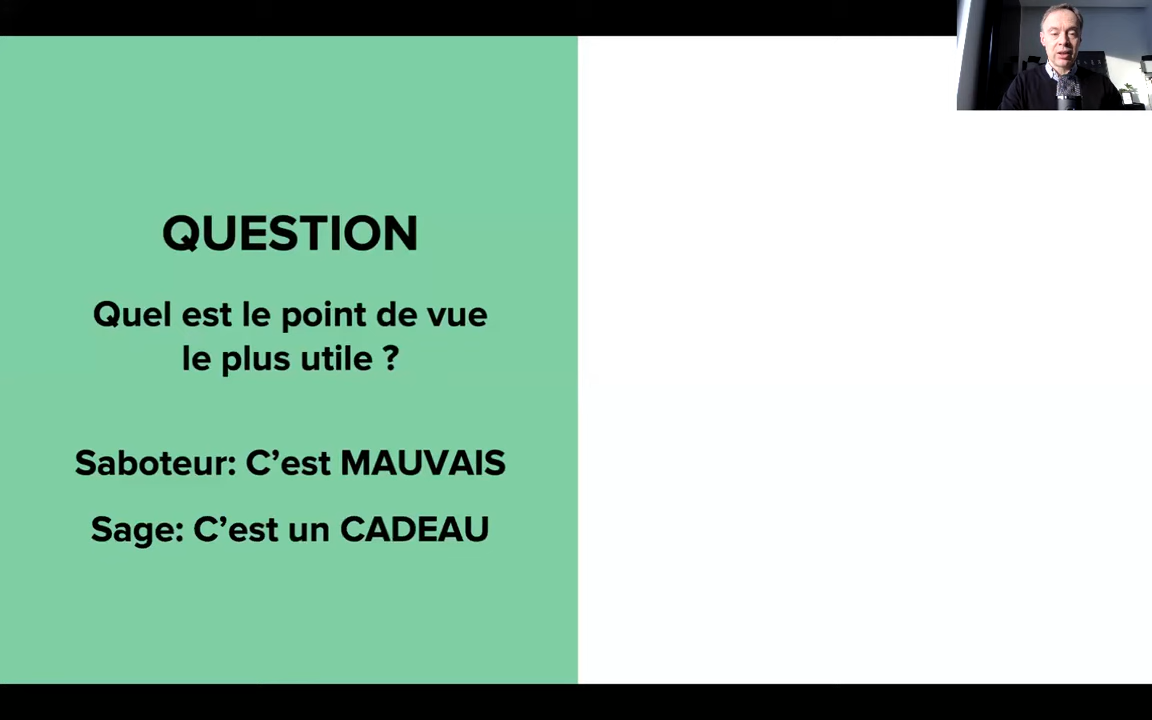 QUESTION
Quel est le point de vue
le plus utile ?
Saboteur: C’est MAUVAIS
Sage: C’est un CADEAU